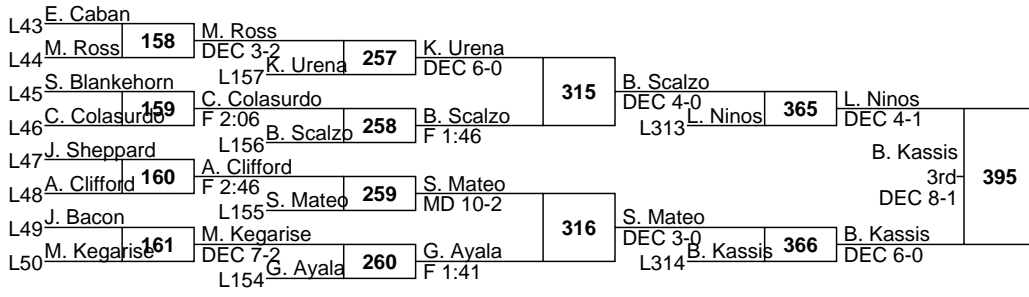 L43 E. Caban
L44 M. Ross
158
M. Ross
DEC 3-2
L157 K. Urena
257
K. Urena
DEC 6-0
L45 S. Blankehorn
L46 C. Colasurdo
159
C. Colasurdo
F 2:06
L156 B. Scalzo
258
B. Scalzo
F 1:46
315
B. Scalzo
DEC 4-0
L313 L. Ninos
365
L. Ninos
DEC 4-1
L47 J. Sheppard
L48 A. Clifford
160
A. Clifford
F 2:46
L155 S. Mateo
259
S. Mateo
MD 10-2
L49 J. Bacon
L50 M. Kegarise
161
M. Kegarise
DEC 7-2
L154 G. Ayala
260
G. Ayala
F 1:41
316
S. Mateo
DEC 3-0
L314 B. Kassis
366
B. Kassis
DEC 6-0
B. Kassis
3rd
DEC 8-1
395